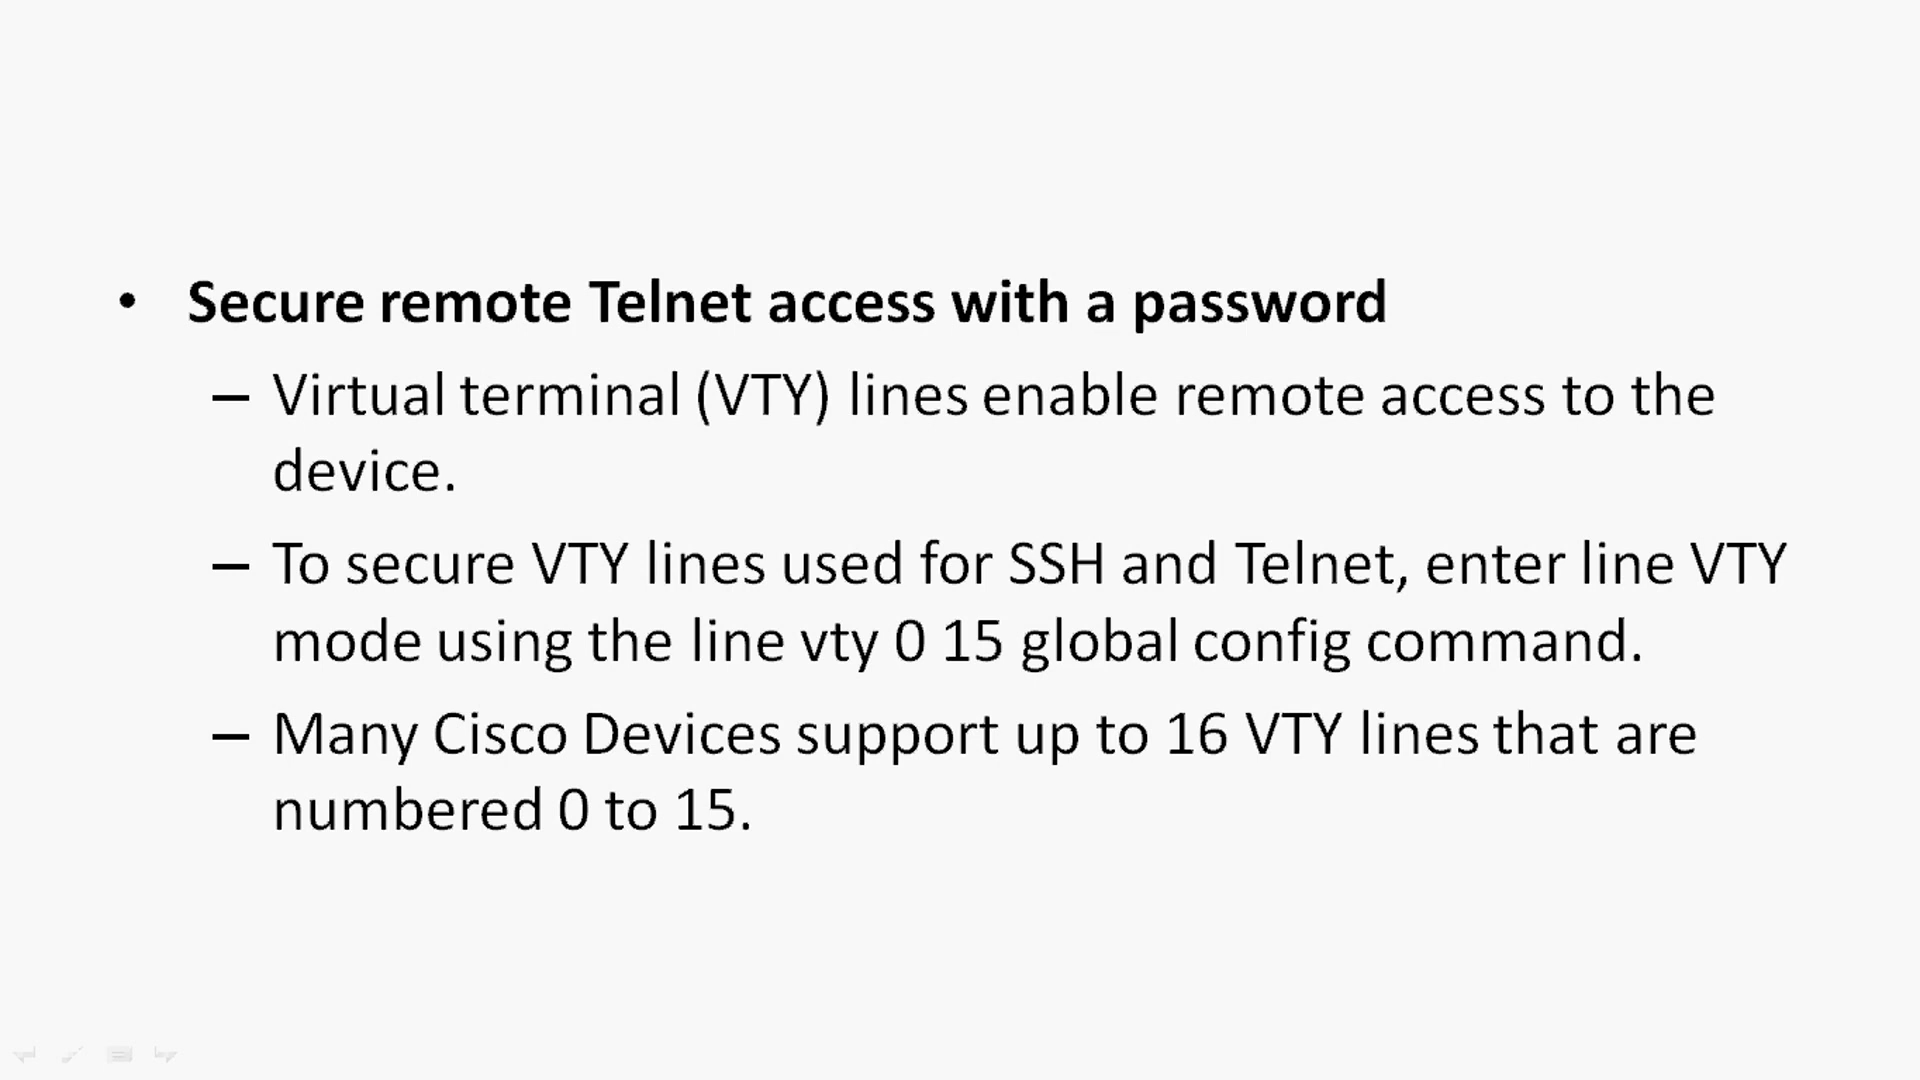 • Secure remote Telnet access with a password
– Virtual terminal (VTY) lines enable remote access to the
device.
– To secure VTY lines used for SSH and Telnet, enter line VTY
mode using the line vty 0 15 global config command.
– Many Cisco Devices support up to 16 VTY lines that are
numbered 0 to 15.